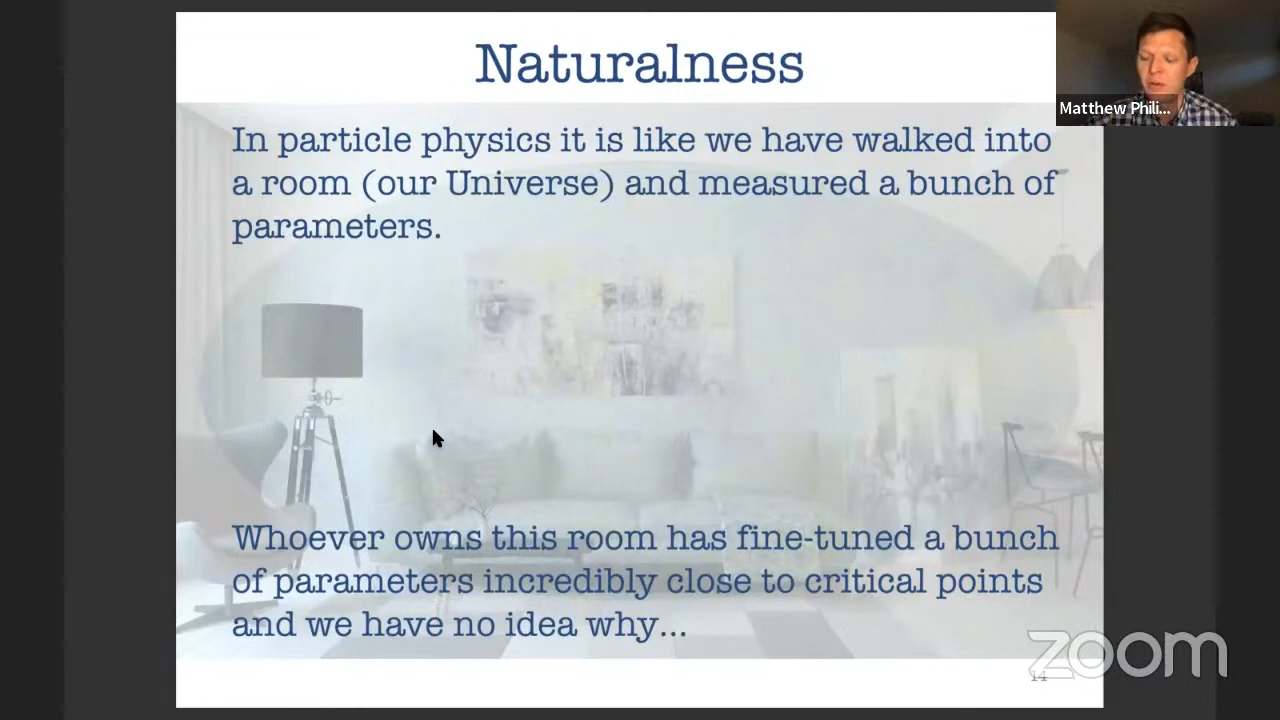 Naturalness
In particle physics it is like we have walked into
a room (our Universe) and measured a bunch of
parameters.
Whoever owns this room has fine-tuned a bunch
of parameters incredibly close to critical points
and we have no idea why...
Matthew Phili...
zoom
14